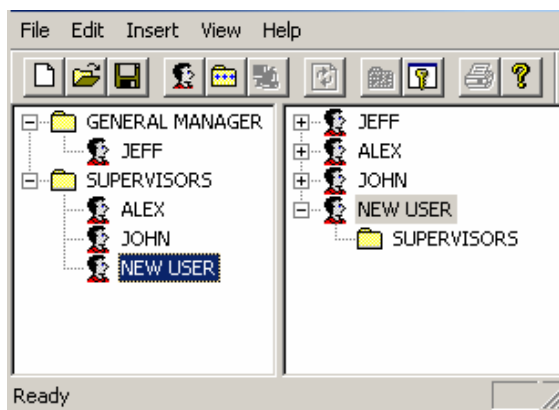 File Edit Insert View Help
GENERAL MANAGER
JEFF
SUPERVISORS
ALEX
JOHN
NEW USER
JEFF
ALEX
JOHN
NEW USER
SUPERVISORS
Ready